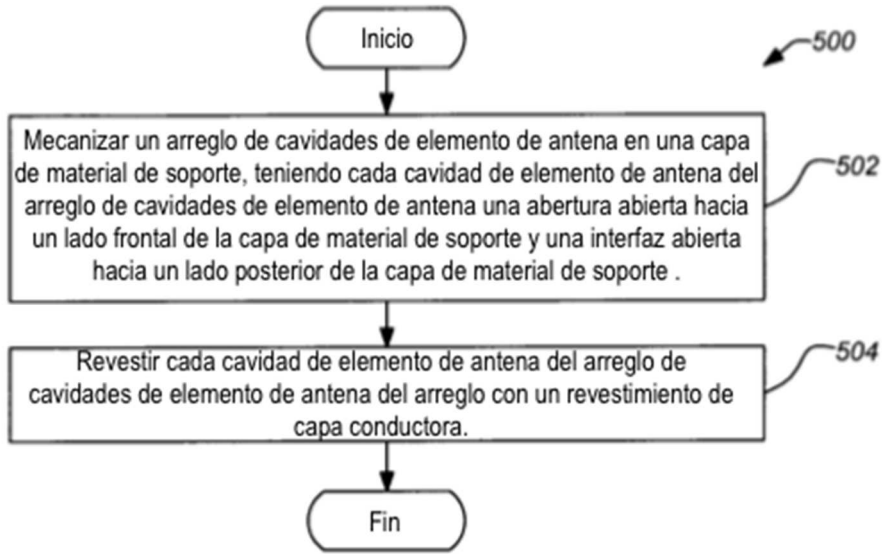 Inicio
500
Mecanizar un arreglo de cavidades de elemento de antena en una capa
de material de soporte, teniendo cada cavidad de elemento de antena del
arreglo de cavidades de elemento de antena una abertura abierta hacia
un lado frontal de la capa de material de soporte y una interfaz abierta
hacia un lado posterior de la capa de material de soporte .
502
Revestir cada cavidad de elemento de antena del arreglo de
cavidades de elemento de antena del arreglo con un revestimiento de
capa conductora.
504
Fin